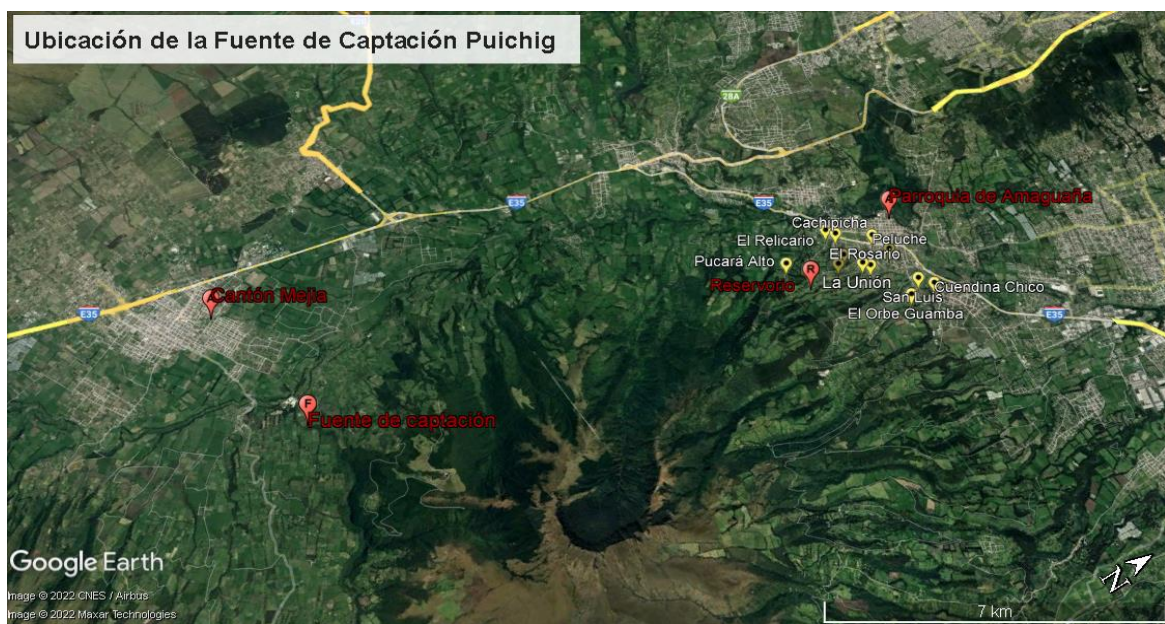 Ubicación de la Fuente de Captación Puichig
28A
E35
E35
A
Parroquia de Amaguaña
Cachipicha
El Relicario
Peluche
El Rosario
Pucará Alto
R
Reservorio
La Unión
Cuendina Chico
San Luis
El Orbe Guamba
Cantón Mejia
E35
E35
F
Fuente de captación
Google Earth
Image © 2022 CNES / Airbus
Image © 2022 Maxar Technologies
N
7 km